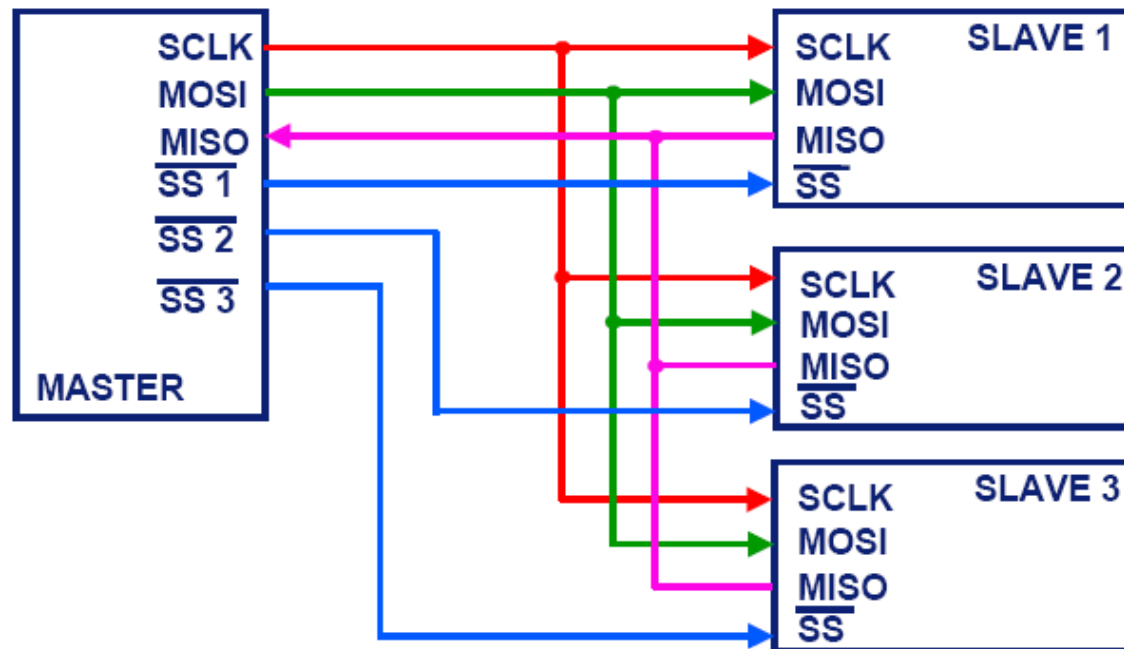 SCLK
MOSI
MISO
SS 1
SS 2
SS 3
MASTER
SLAVE 1
SCLK
MOSI
MISO
SS
SLAVE 2
SCLK
MOSI
MISO
SS
SLAVE 3
SCLK
MOSI
MISO
SS